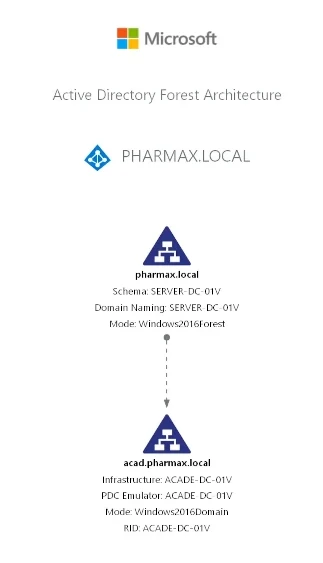 Microsoft
Active Directory Forest Architecture
PHARMAX.LOCAL
pharmax.local
Schema: SERVER-DC-01V
Domain Naming: SERVER-DC-01V
Mode: Windows2016Forest
acad.pharmax.local
Infrastructure: ACADE-DC-01V
PDC Emulator: ACADE-DC-01V
Mode: Windows2016Domain
RID: ACADE-DC-01V